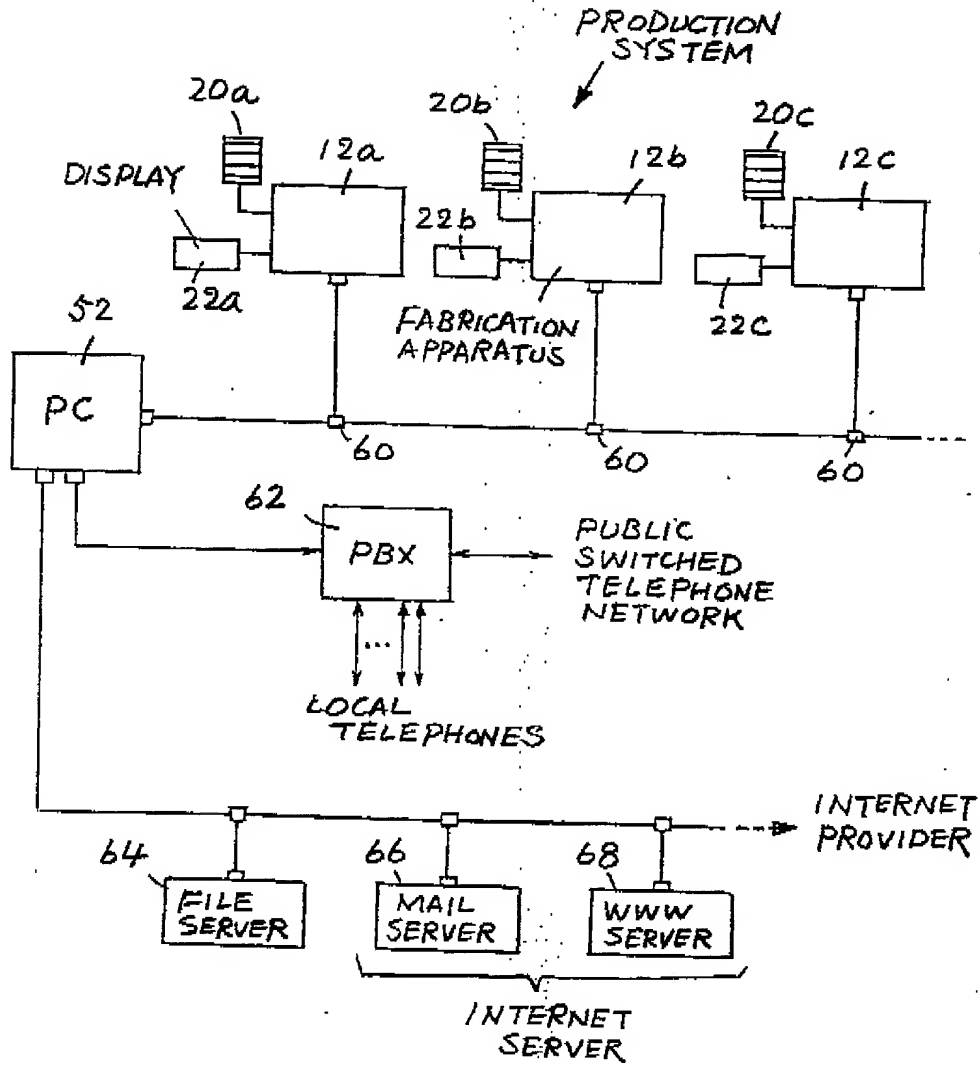 PRODUCTION
SYSTEM
20a
20b
20c
12a
12b
12c
DISPLAY
22a
22b
22c
FABRICATION
APPARATUS
52
PC
60
60
60
62
PBX
PUBLIC
SWITCHED
TELEPHONE
NETWORK
...
LOCAL
TELEPHONES
INTERNET
PROVIDER
64
FILE
SERVER
66
MAIL
SERVER
68
WWW
SERVER
INTERNET
SERVER